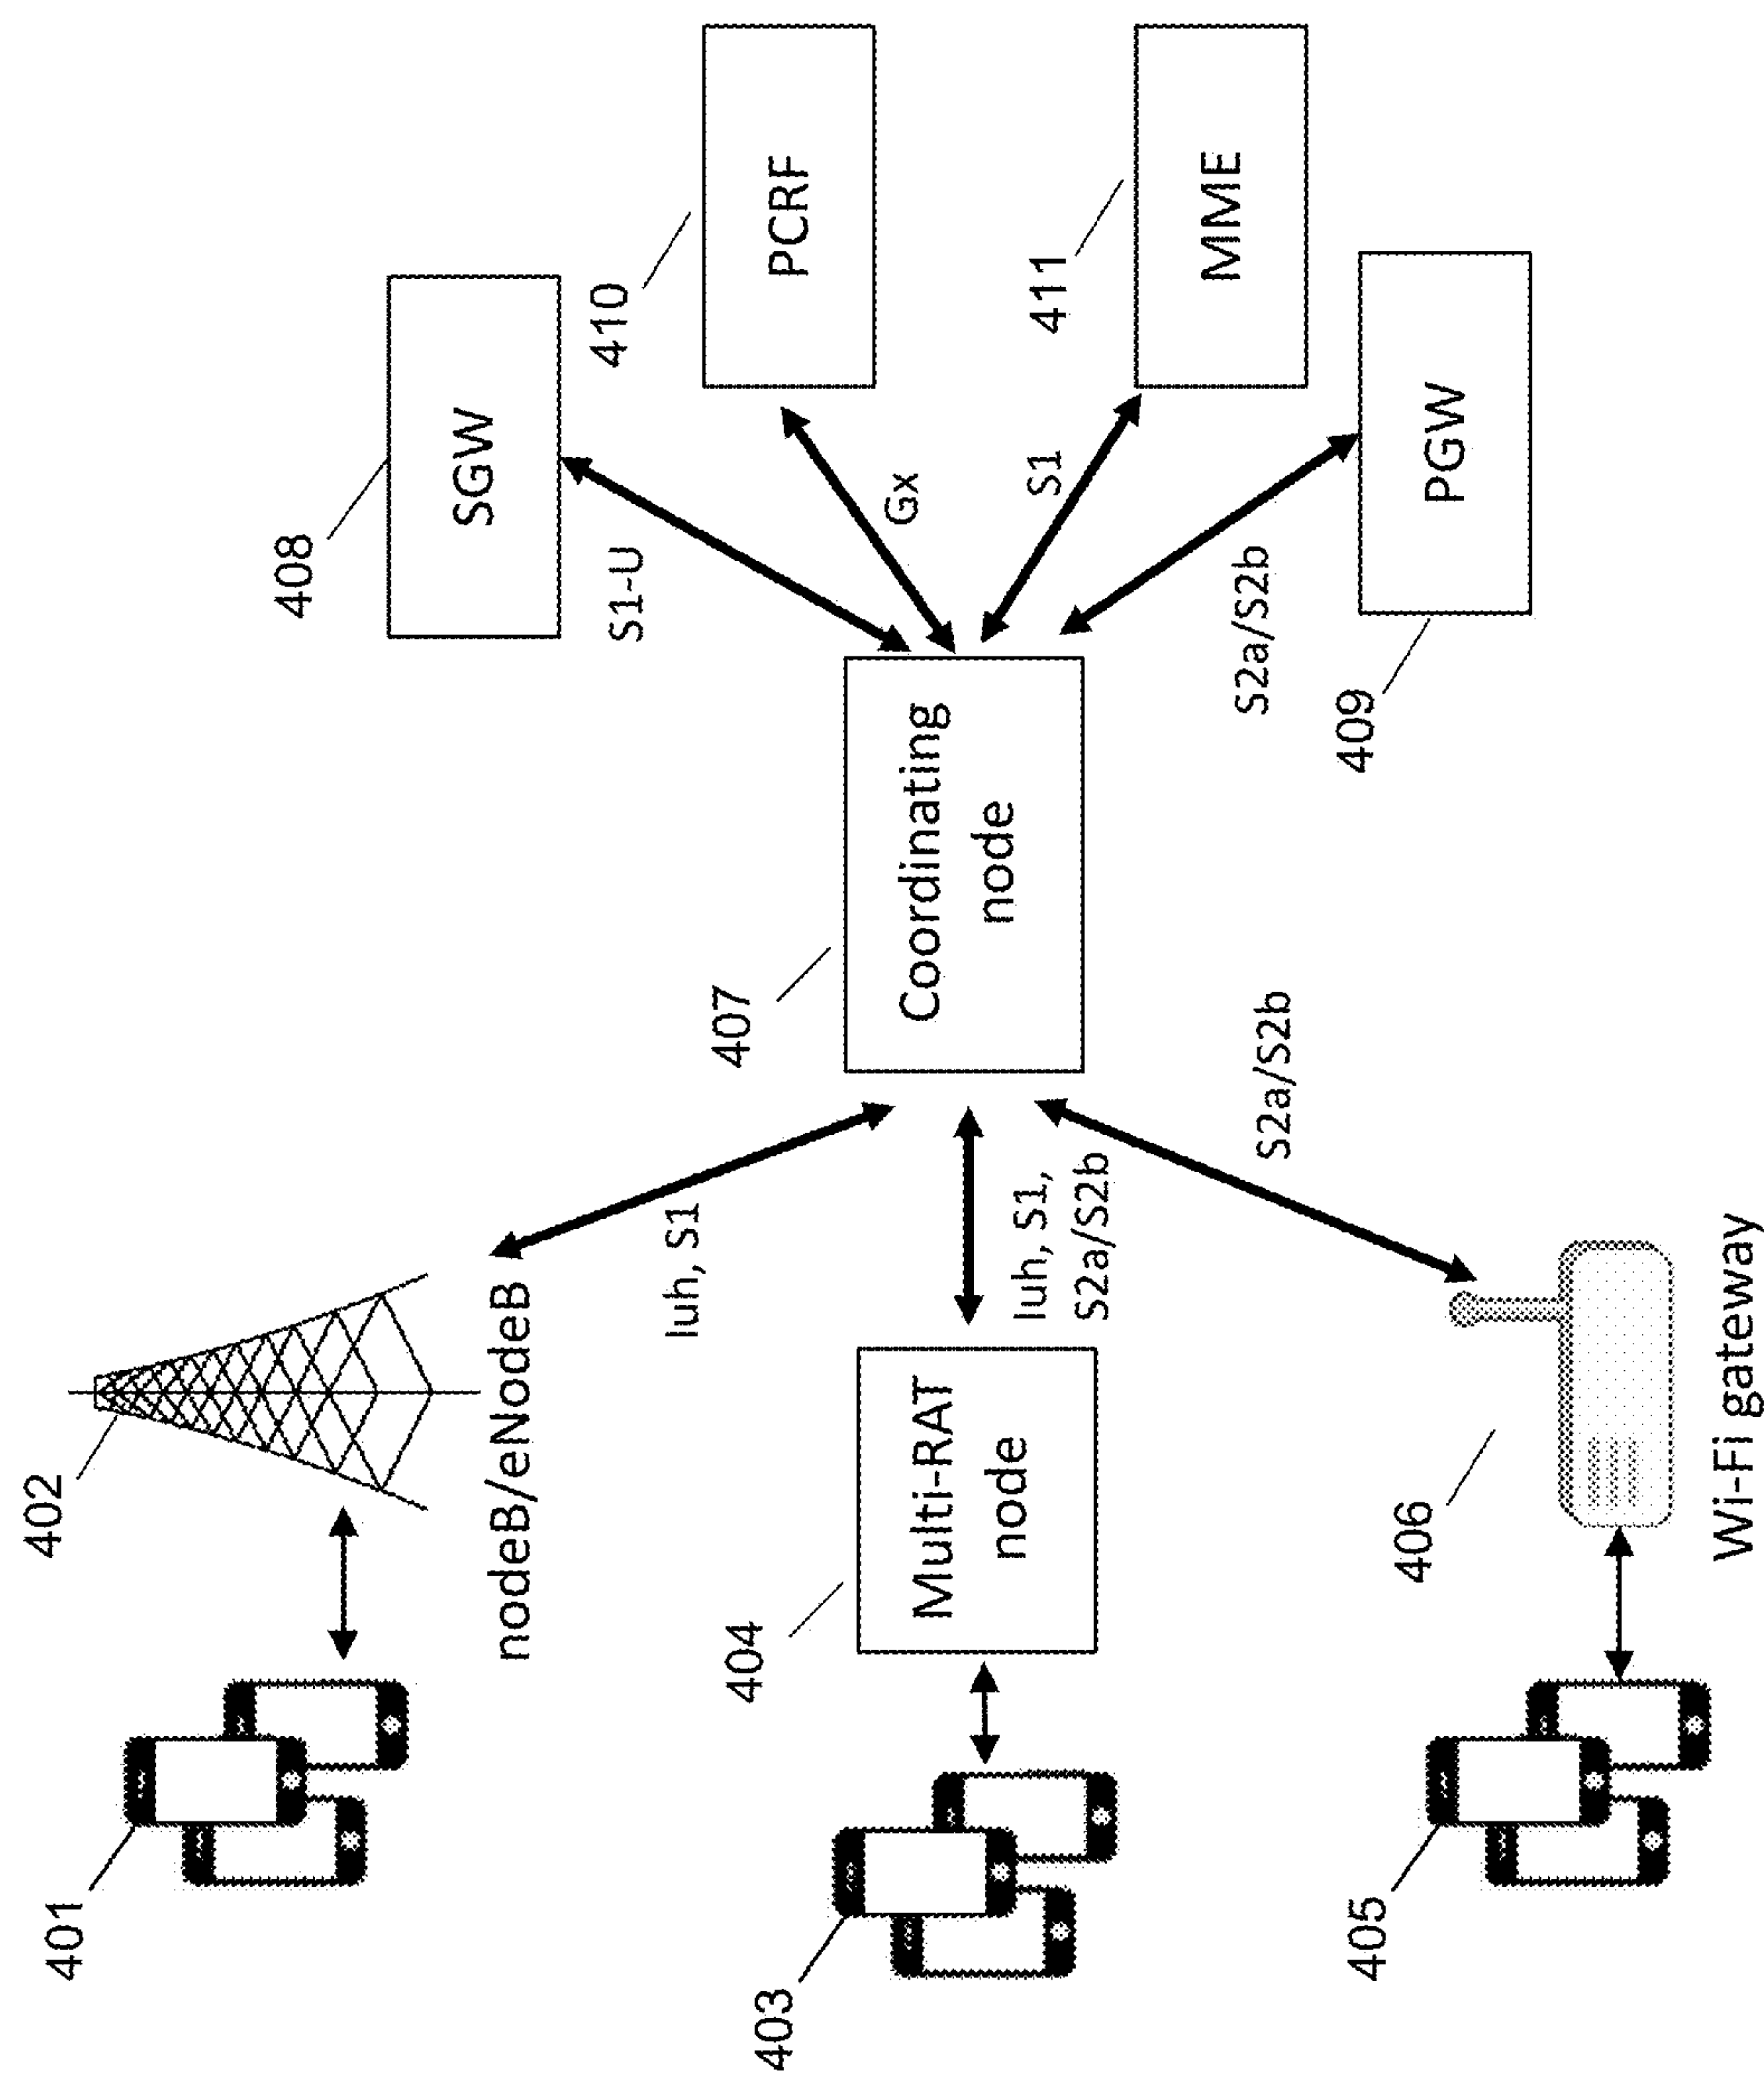 401
402
nodeB/eNodeB
Iuh, S1
403
404
Multi-RAT
node
Iuh, S1,
S2a/S2b
405
406
Wi-Fi gateway
S2a/S2b
407
Coordinating
node
408
SGW
S1-U
410
PCRF
Gx
411
MME
S1
409
PGW
S2a/S2b